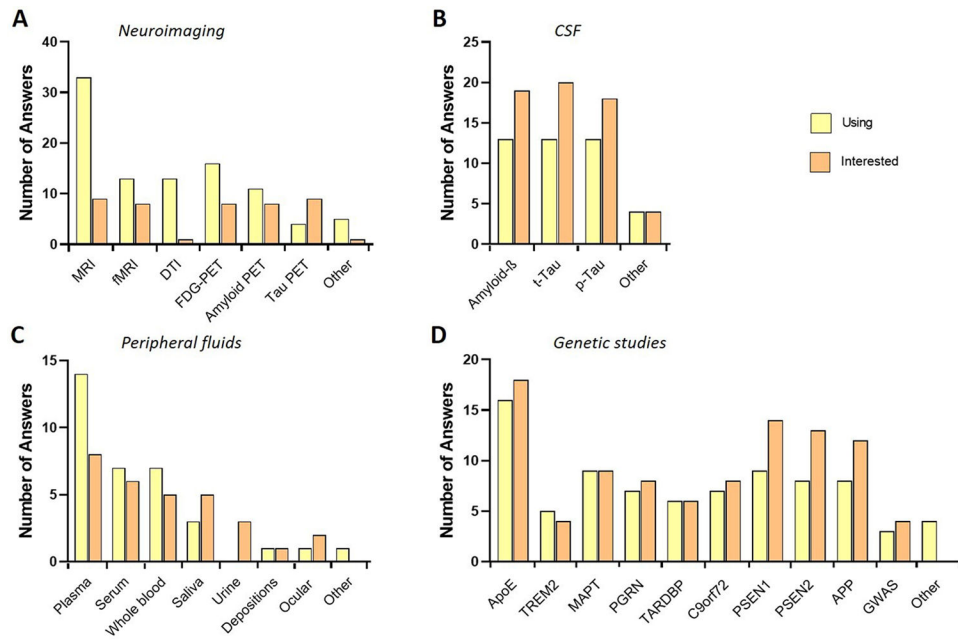 A
Neuroimaging
Number of Answers
40
30
20
10
0
MRI
fMRI
DTI
FDG-PET
Amyloid PET
Tau PET
Other
B
CSF
Number of Answers
25
20
15
10
5
0
Amyloid-ß
t-Tau
p-Tau
Other
Using
Interested
C
Peripheral fluids
Number of Answers
15
10
5
0
Plasma
Serum
Whole blood
Saliva
Urine
Depositions
Ocular
Other
D
Genetic studies
Number of Answers
20
15
10
5
0
ApoE
TREM2
MAPT
PGRN
TARDBP
C9orf72
PSEN1
PSEN2
APP
GWAS
Other